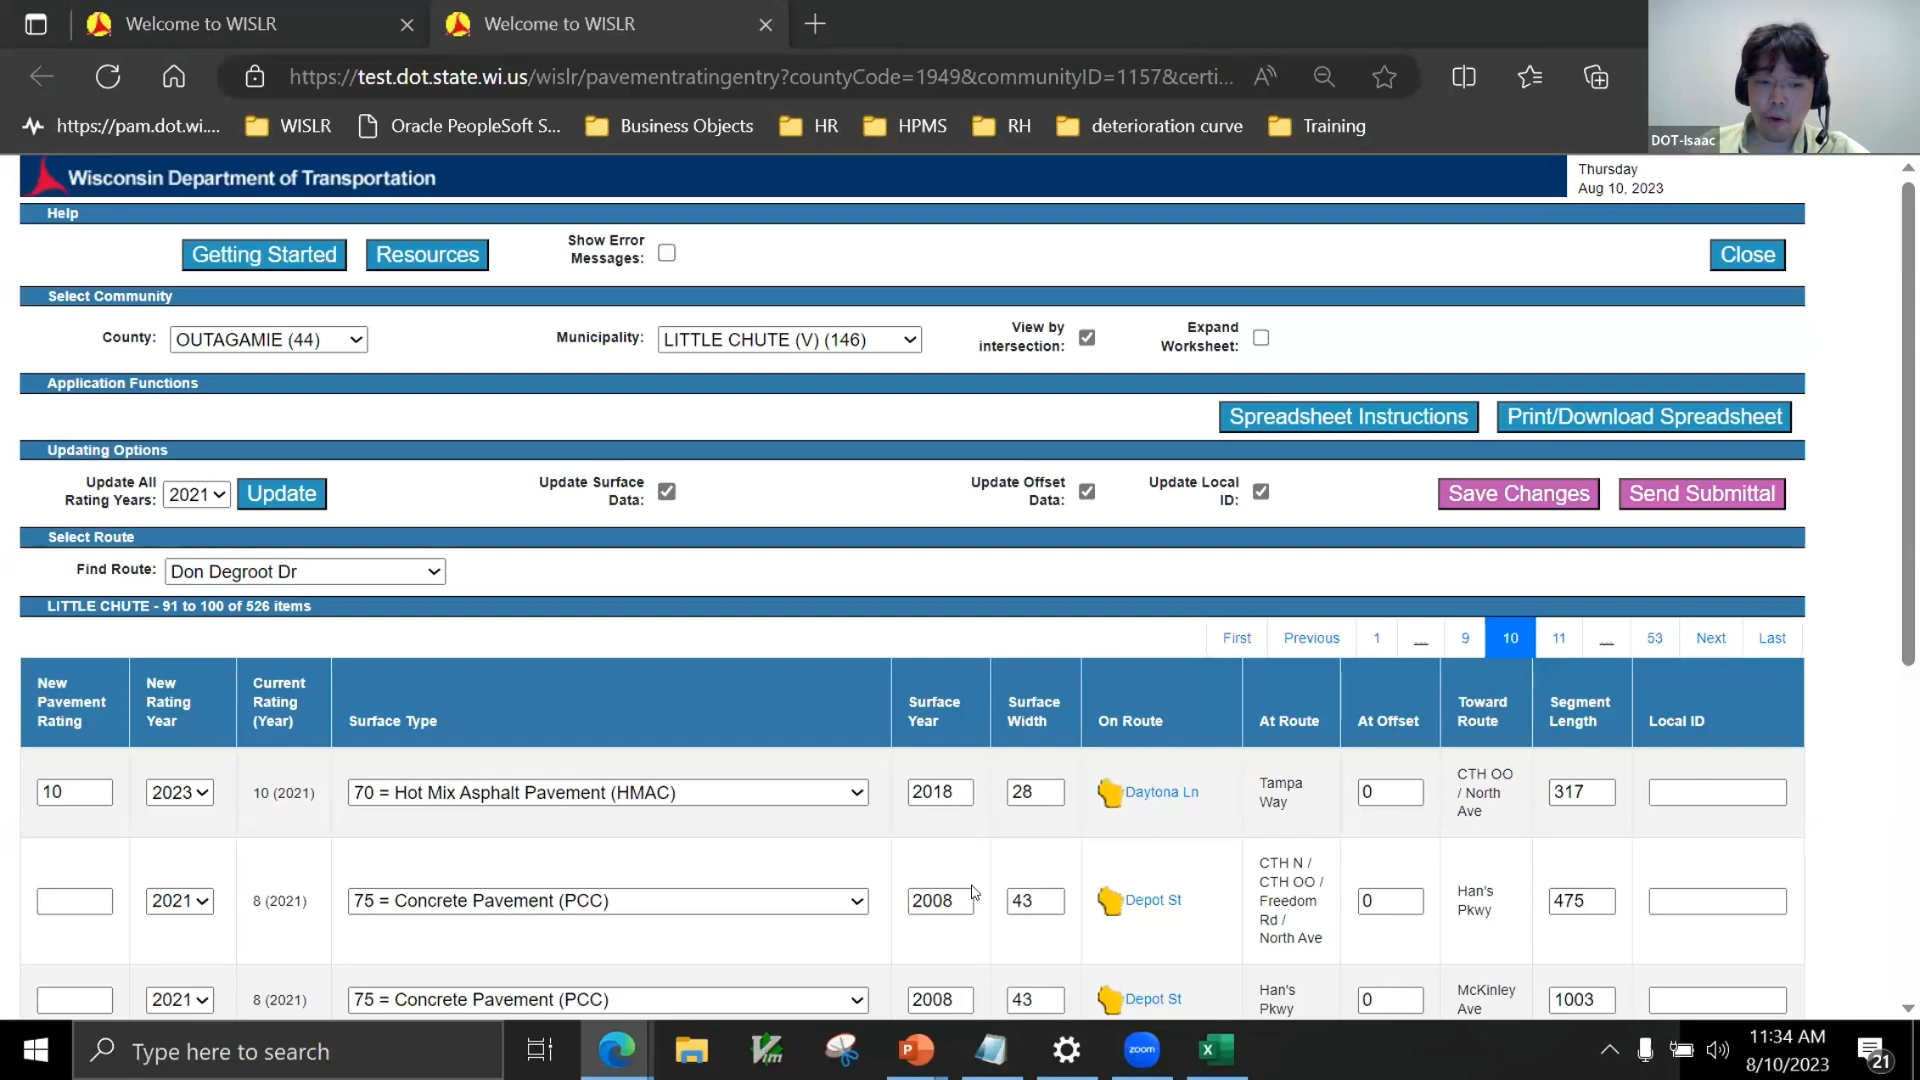 Welcome to WISLR
Welcome to WISLR
https://test.dot.state.wi.us/wislr/pavementratingentry?countyCode=1949&communityID=1157&certi...
https://pam.dot.wi....
WISLR
Oracle PeopleSoft S...
Business Objects
HR
HPMS
RH
deterioration curve
Training
DOT-Isaac
Wisconsin Department of Transportation
Thursday
Aug 10, 2023
Help
Getting Started
Resources
Show Error
Messages:
Close
Select Community
County:
OUTAGAMIE (44)
Municipality:
LITTLE CHUTE (V) (146)
View by
intersection:
Expand
Worksheet:
Application Functions
Spreadsheet Instructions
Print/Download Spreadsheet
Updating Options
Update All
Rating Years:
2021
Update
Update Surface
Data:
Update Offset
Data:
Update Local
ID:
Save Changes
Send Submittal
Select Route
Find Route:
Don Degroot Dr
LITTLE CHUTE - 91 to 100 of 526 items
First Previous 1 ... 9 10 11 ... 53 Next Last
New
Pavement
Rating
New
Rating
Year
Current
Rating
(Year)
Surface Type
Surface
Year
Surface
Width
On Route
At Route
At Offset
Toward
Route
Segment
Length
Local ID
10
2023
10 (2021)
70 = Hot Mix Asphalt Pavement (HMAC)
2018
28
Daytona Ln
Tampa
Way
0
CTH OO
/ North
Ave
317
2021
8 (2021)
75 = Concrete Pavement (PCC)
2008
43
Depot St
CTH N /
CTH OO /
Freedom
Rd /
North Ave
0
Han's
Pkwy
475
2021
8 (2021)
75 = Concrete Pavement (PCC)
2008
43
Depot St
Han's
Pkwy
0
McKinley
Ave
1003
Type here to search
Vim
P
zoom
X
11:34 AM
8/10/2023
21